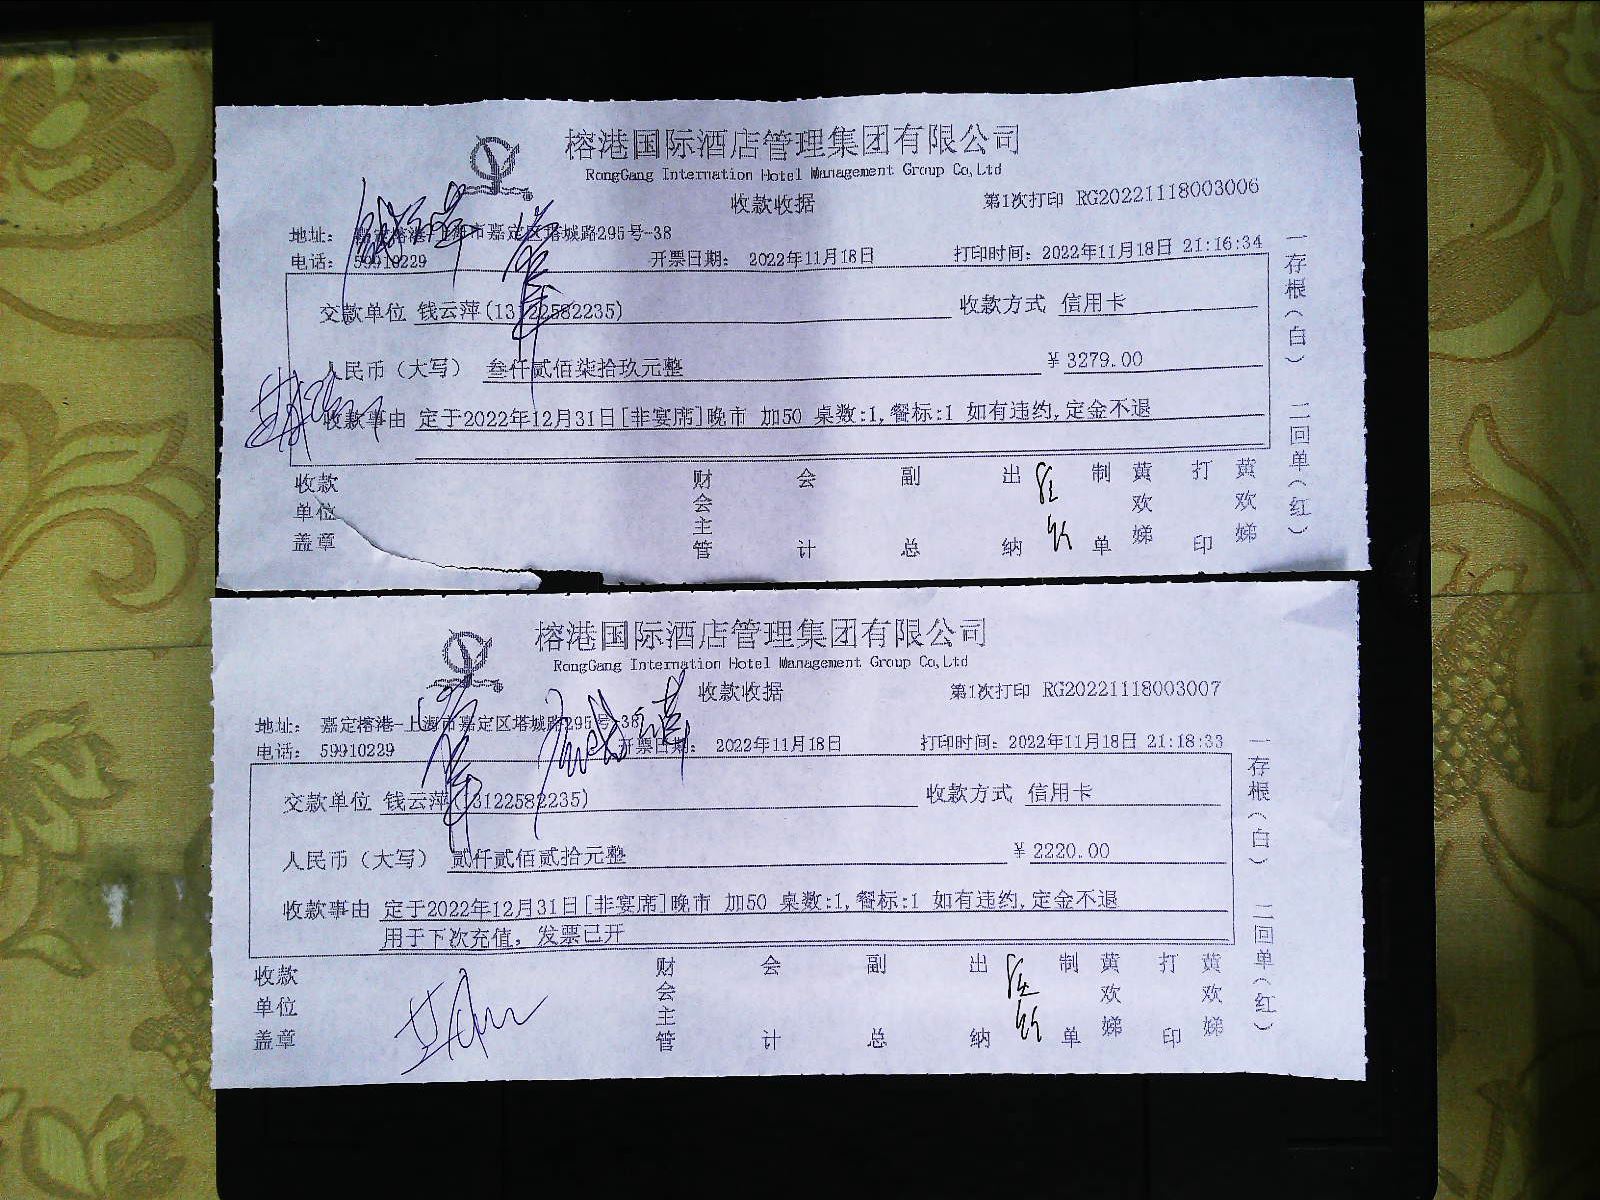 榕港国际酒店管理集团有限公司
RongGang Internation Hotel Management Group Co,Ltd
收款收据
第1次打印 RG20221118003006
地址： 嘉定榕港-上海市嘉定区塔城路295号-38
电话： 59910229
开票日期： 2022年11月18日
打印时间： 2022年11月18日 21:16:34
交款单位 钱云萍(13122582235)
收款方式 信用卡
人民币（大写） 叁仟贰佰柒拾玖元整
¥ 3279.00
收款事由 定于2022年12月31日[非宴席]晚市 加50 桌数:1,餐标:1 如有违约,定金不退
收款单位盖章
财会主管
会计
副总
出纳
制单
黄欢娣
打印
黄欢娣
一存根（白）
二回单（红）
榕港国际酒店管理集团有限公司
RongGang Internation Hotel Management Group Co,Ltd
收款收据
第1次打印 RG20221118003007
地址： 嘉定榕港-上海市嘉定区塔城路295号-38
电话： 59910229
开票日期： 2022年11月18日
打印时间： 2022年11月18日 21:18:33
交款单位 钱云萍(13122582235)
收款方式 信用卡
人民币（大写） 贰仟贰佰贰拾元整
¥ 2220.00
收款事由 定于2022年12月31日[非宴席]晚市 加50 桌数:1,餐标:1 如有违约,定金不退
用于下次充值，发票已开
收款单位盖章
财会主管
会计
副总
出纳
制单
黄欢娣
打印
黄欢娣
一存根（白）
二回单（红）